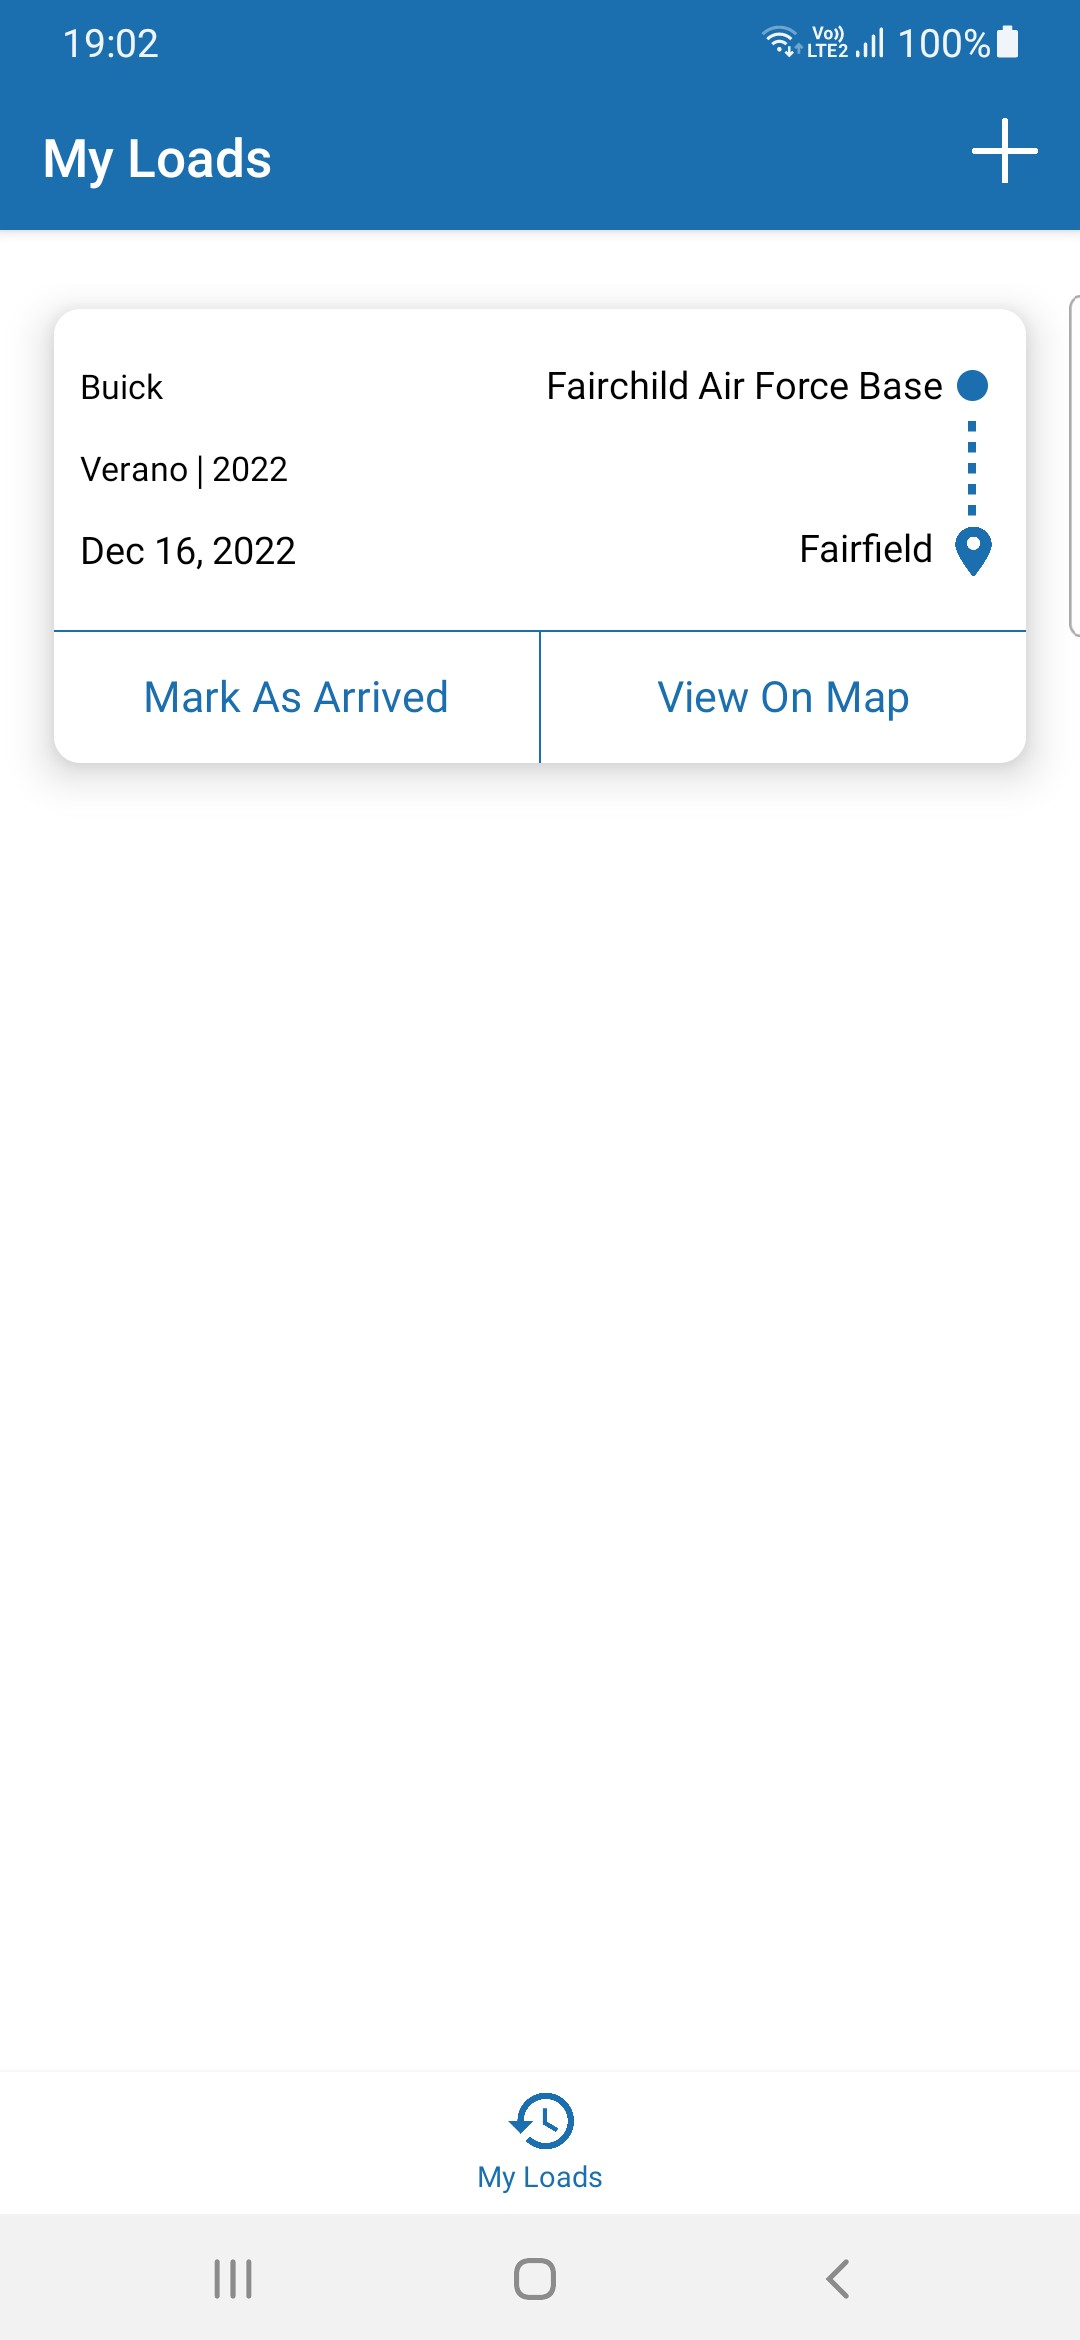 19:02
Vo)) LTE2 100%
My Loads
Buick
Fairchild Air Force Base
Verano | 2022
Dec 16, 2022
Fairfield
Mark As Arrived
View On Map
My Loads